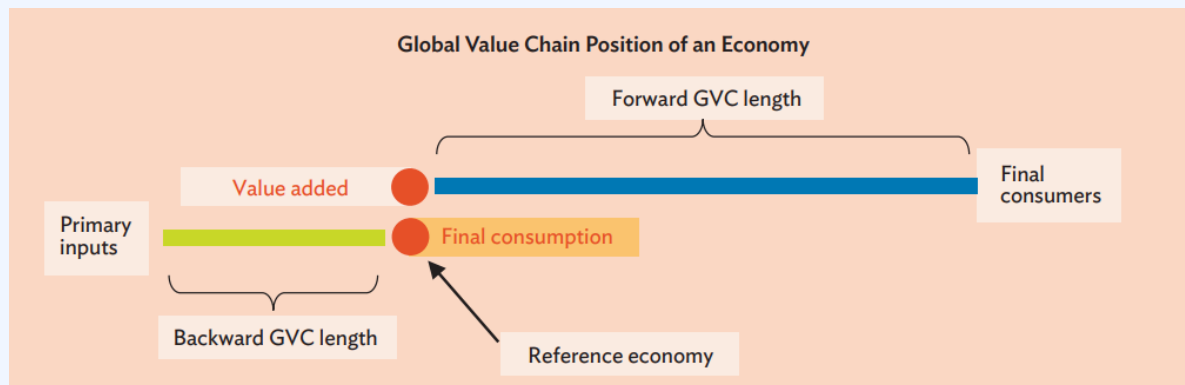 Global Value Chain Position of an Economy
Forward GVC length
Value added
Final
consumers
Primary
inputs
Final consumption
Backward GVC length
Reference economy